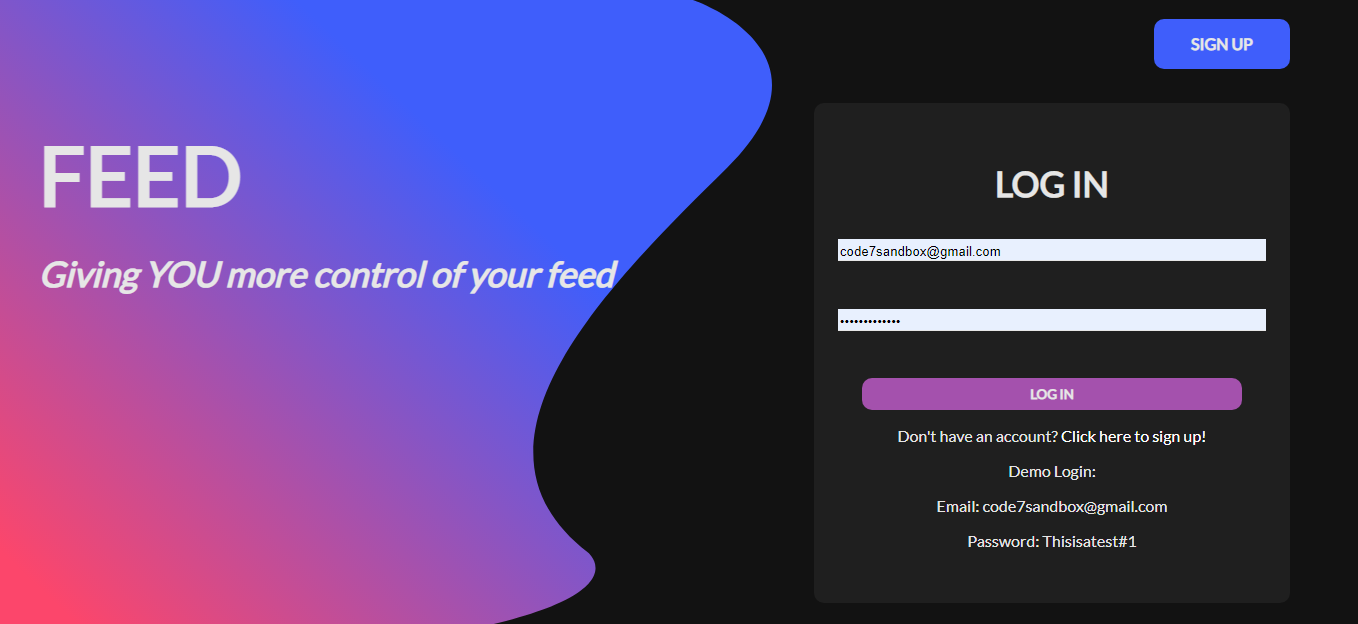 SIGN UP
FEED
Giving YOU more control of your feed
LOG IN
code7sandbox@gmail.com
•••••••••••••
LOG IN
Don't have an account? Click here to sign up!
Demo Login:
Email: code7sandbox@gmail.com
Password: Thisisatest#1